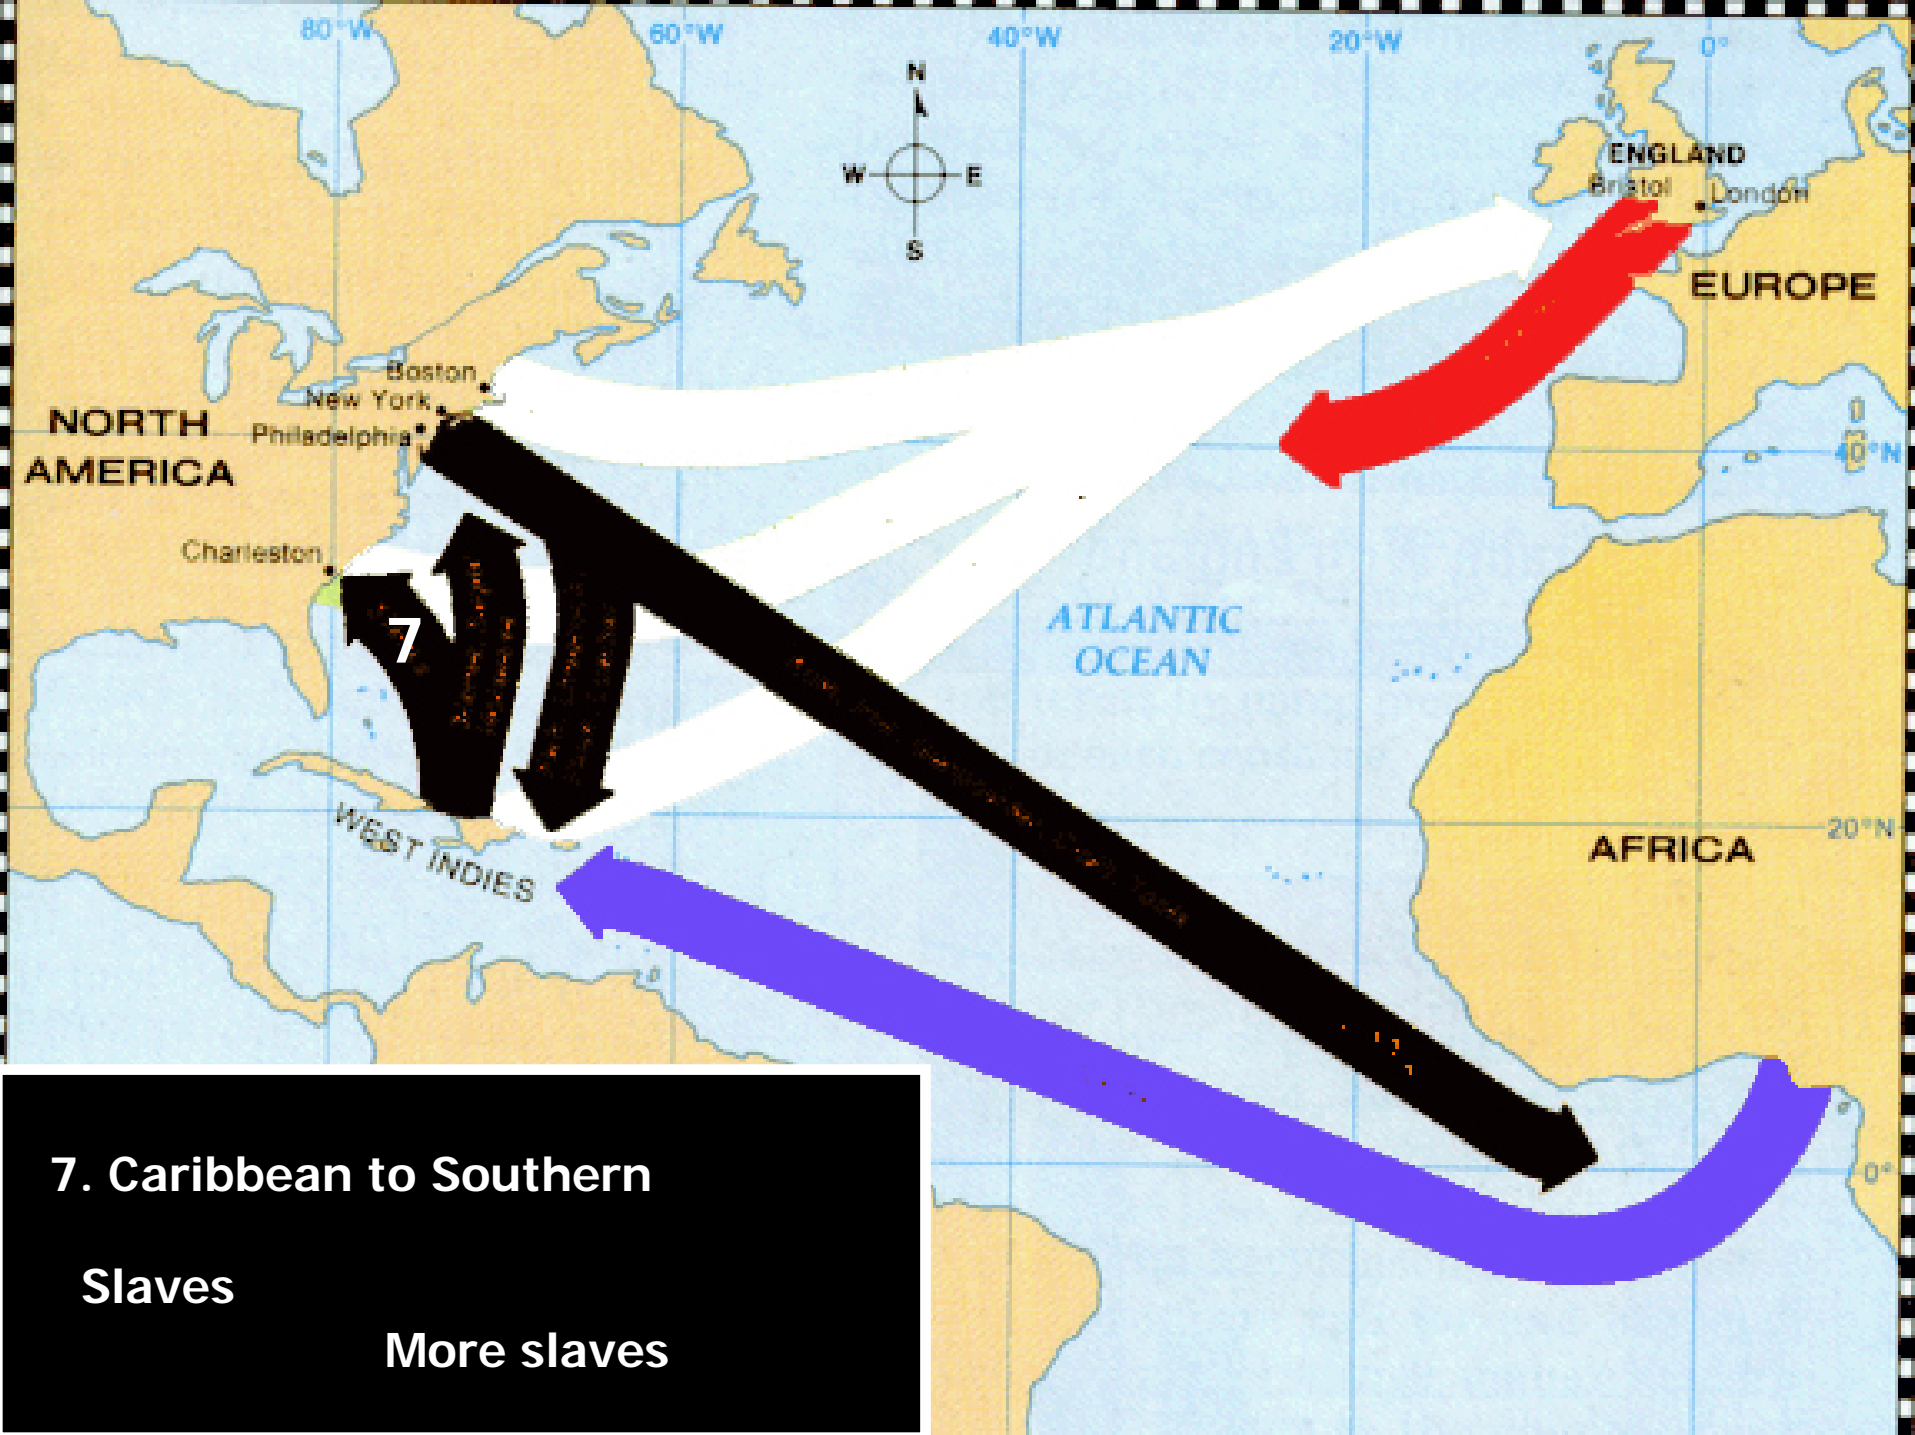 80°W
60°W
40°W
20°W
0°
N
W E
S
ENGLAND
Bristol
London
EUROPE
Boston
New York
Philadelphia
NORTH
AMERICA
40°N
Charleston
7
ATLANTIC
OCEAN
WEST INDIES
20°N
AFRICA
0°
7. Caribbean to Southern
Slaves
More slaves